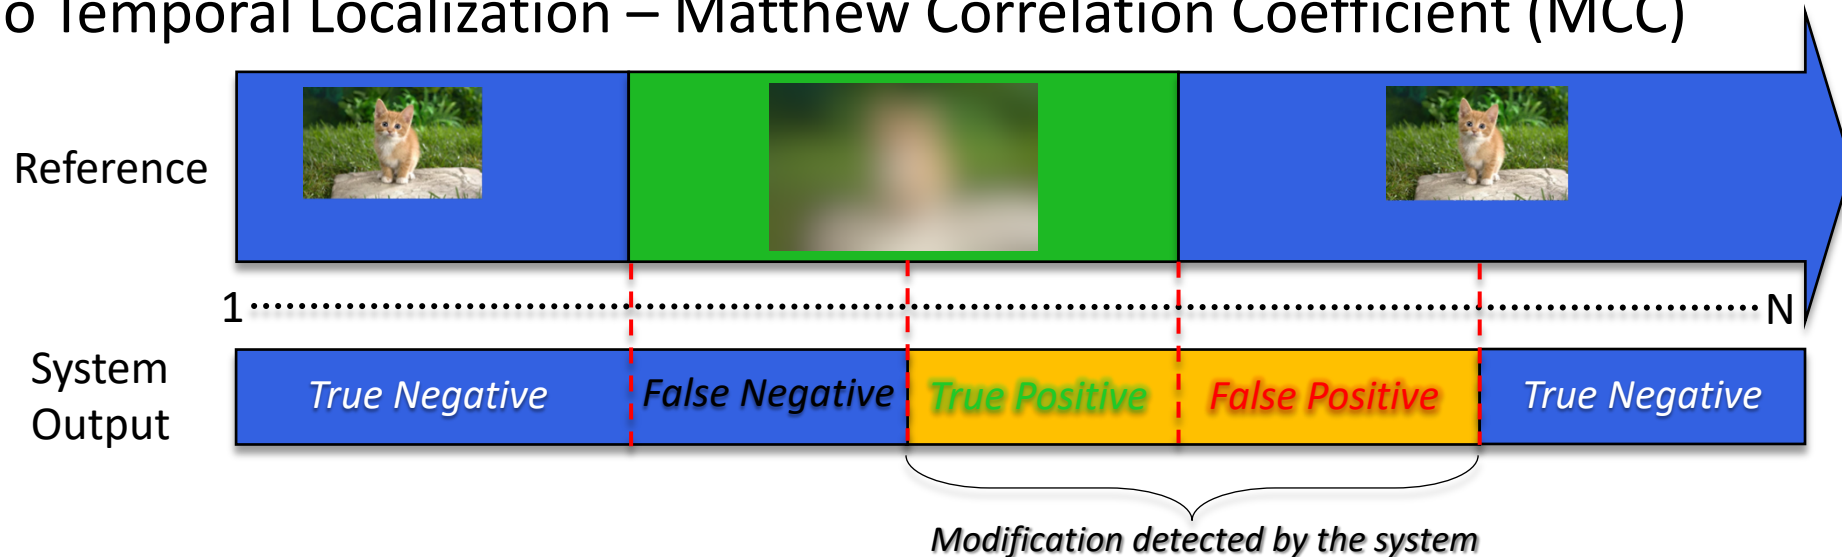 o Temporal Localization – Matthew Correlation Coefficient (MCC)
Reference
1
N
System
Output
True Negative
False Negative
True Positive
False Positive
True Negative
Modification detected by the system